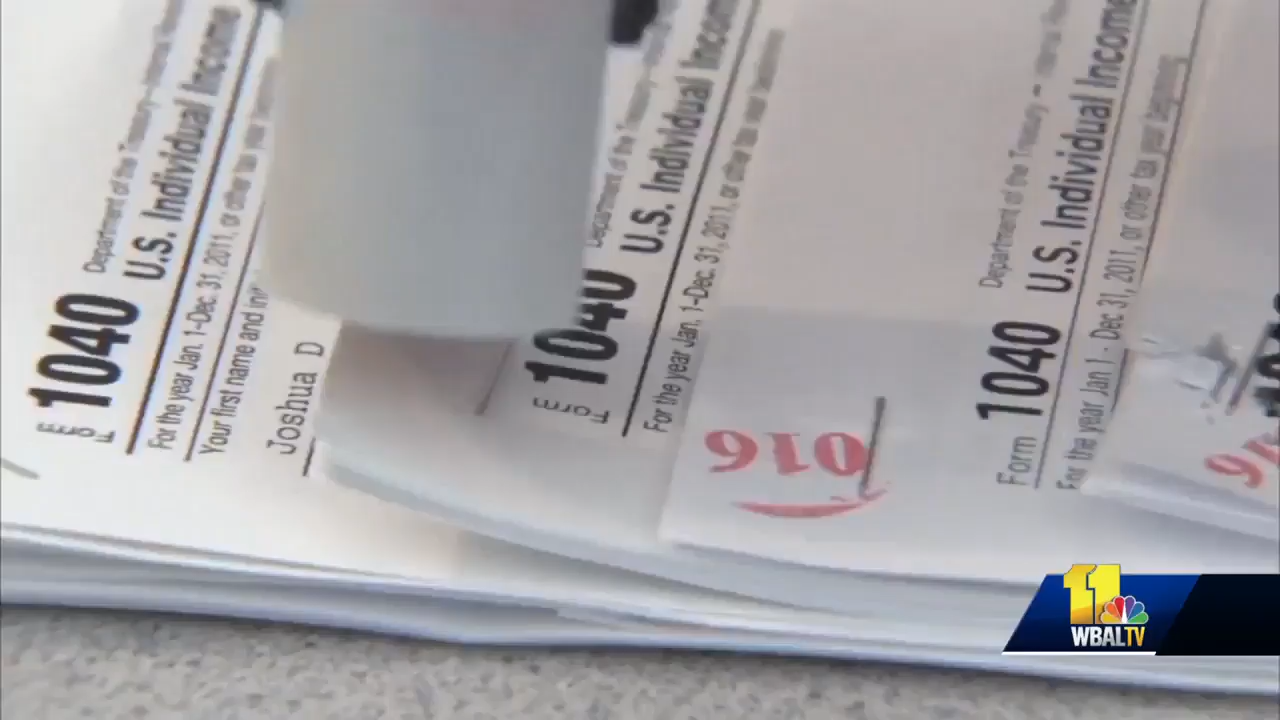 Form 1040
Department of the Treasury
U.S. Individual Income
For the year Jan. 1–Dec. 31, 2011, or other tax year
Your first name and
Joshua D
Form 1040
Department of the Treasury
U.S. Individual Incom
For the year Jan. 1–Dec. 31, 2011, or other tax year beginning
016
Form 1040
Department of the Treasury –
U.S. Individual Income
For the year Jan 1 - Dec 31, 2011, or other tax year beginning
11
WBALTV